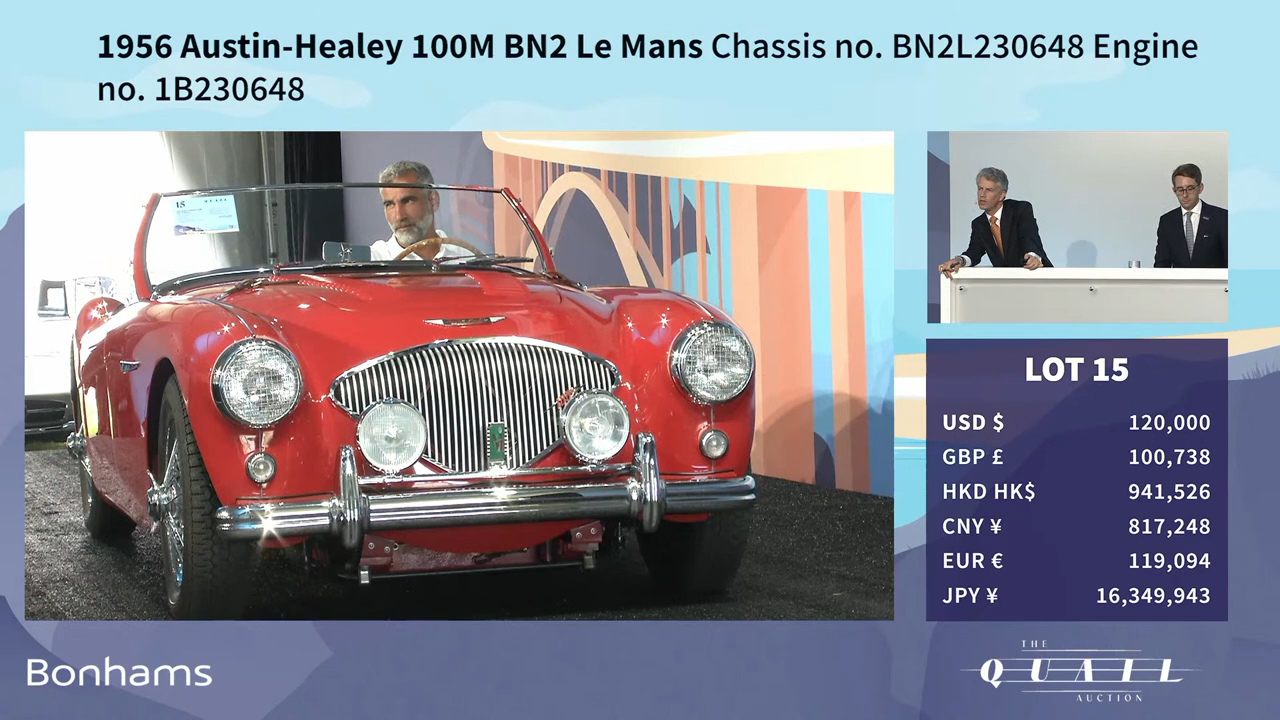 1956 Austin-Healey 100M BN2 Le Mans Chassis no. BN2L230648 Engine
no. 1B230648
15
LOT 15
USD $ 120,000
GBP £ 100,738
HKD HK$ 941,526
CNY ¥ 817,248
EUR € 119,094
JPY ¥ 16,349,943
Bonhams
THE
QUAIL
AUCTION